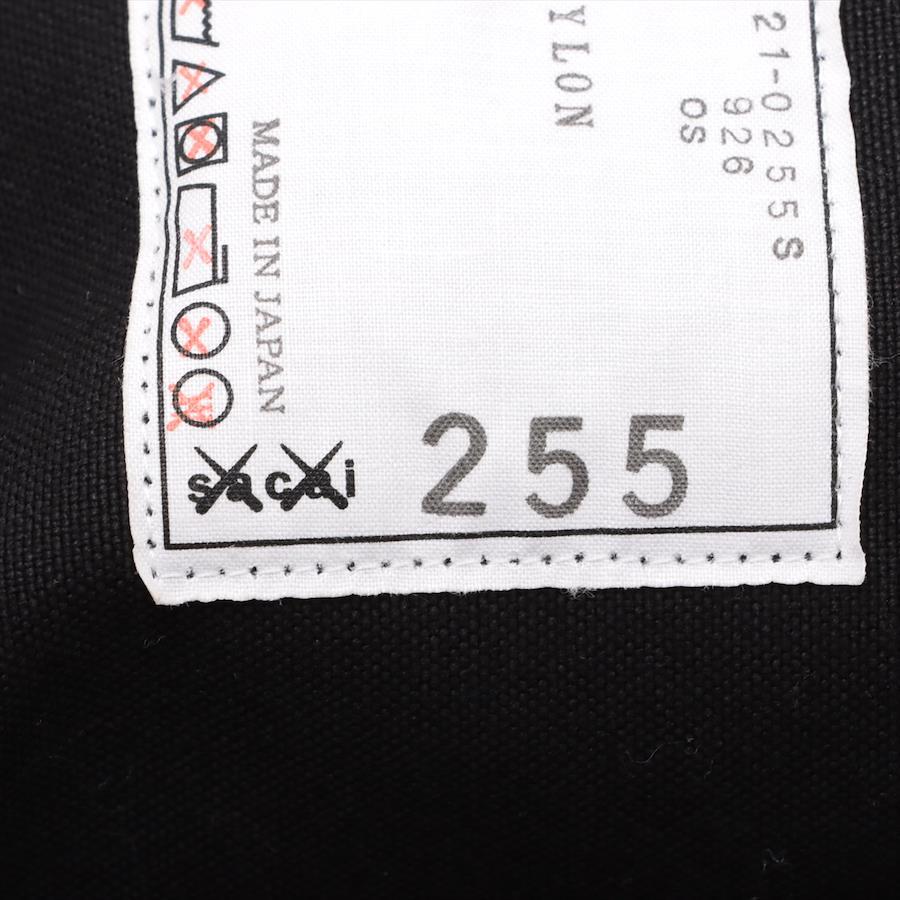 21-0255S
926
OS
YLON
MADE IN JAPAN
sacai
255